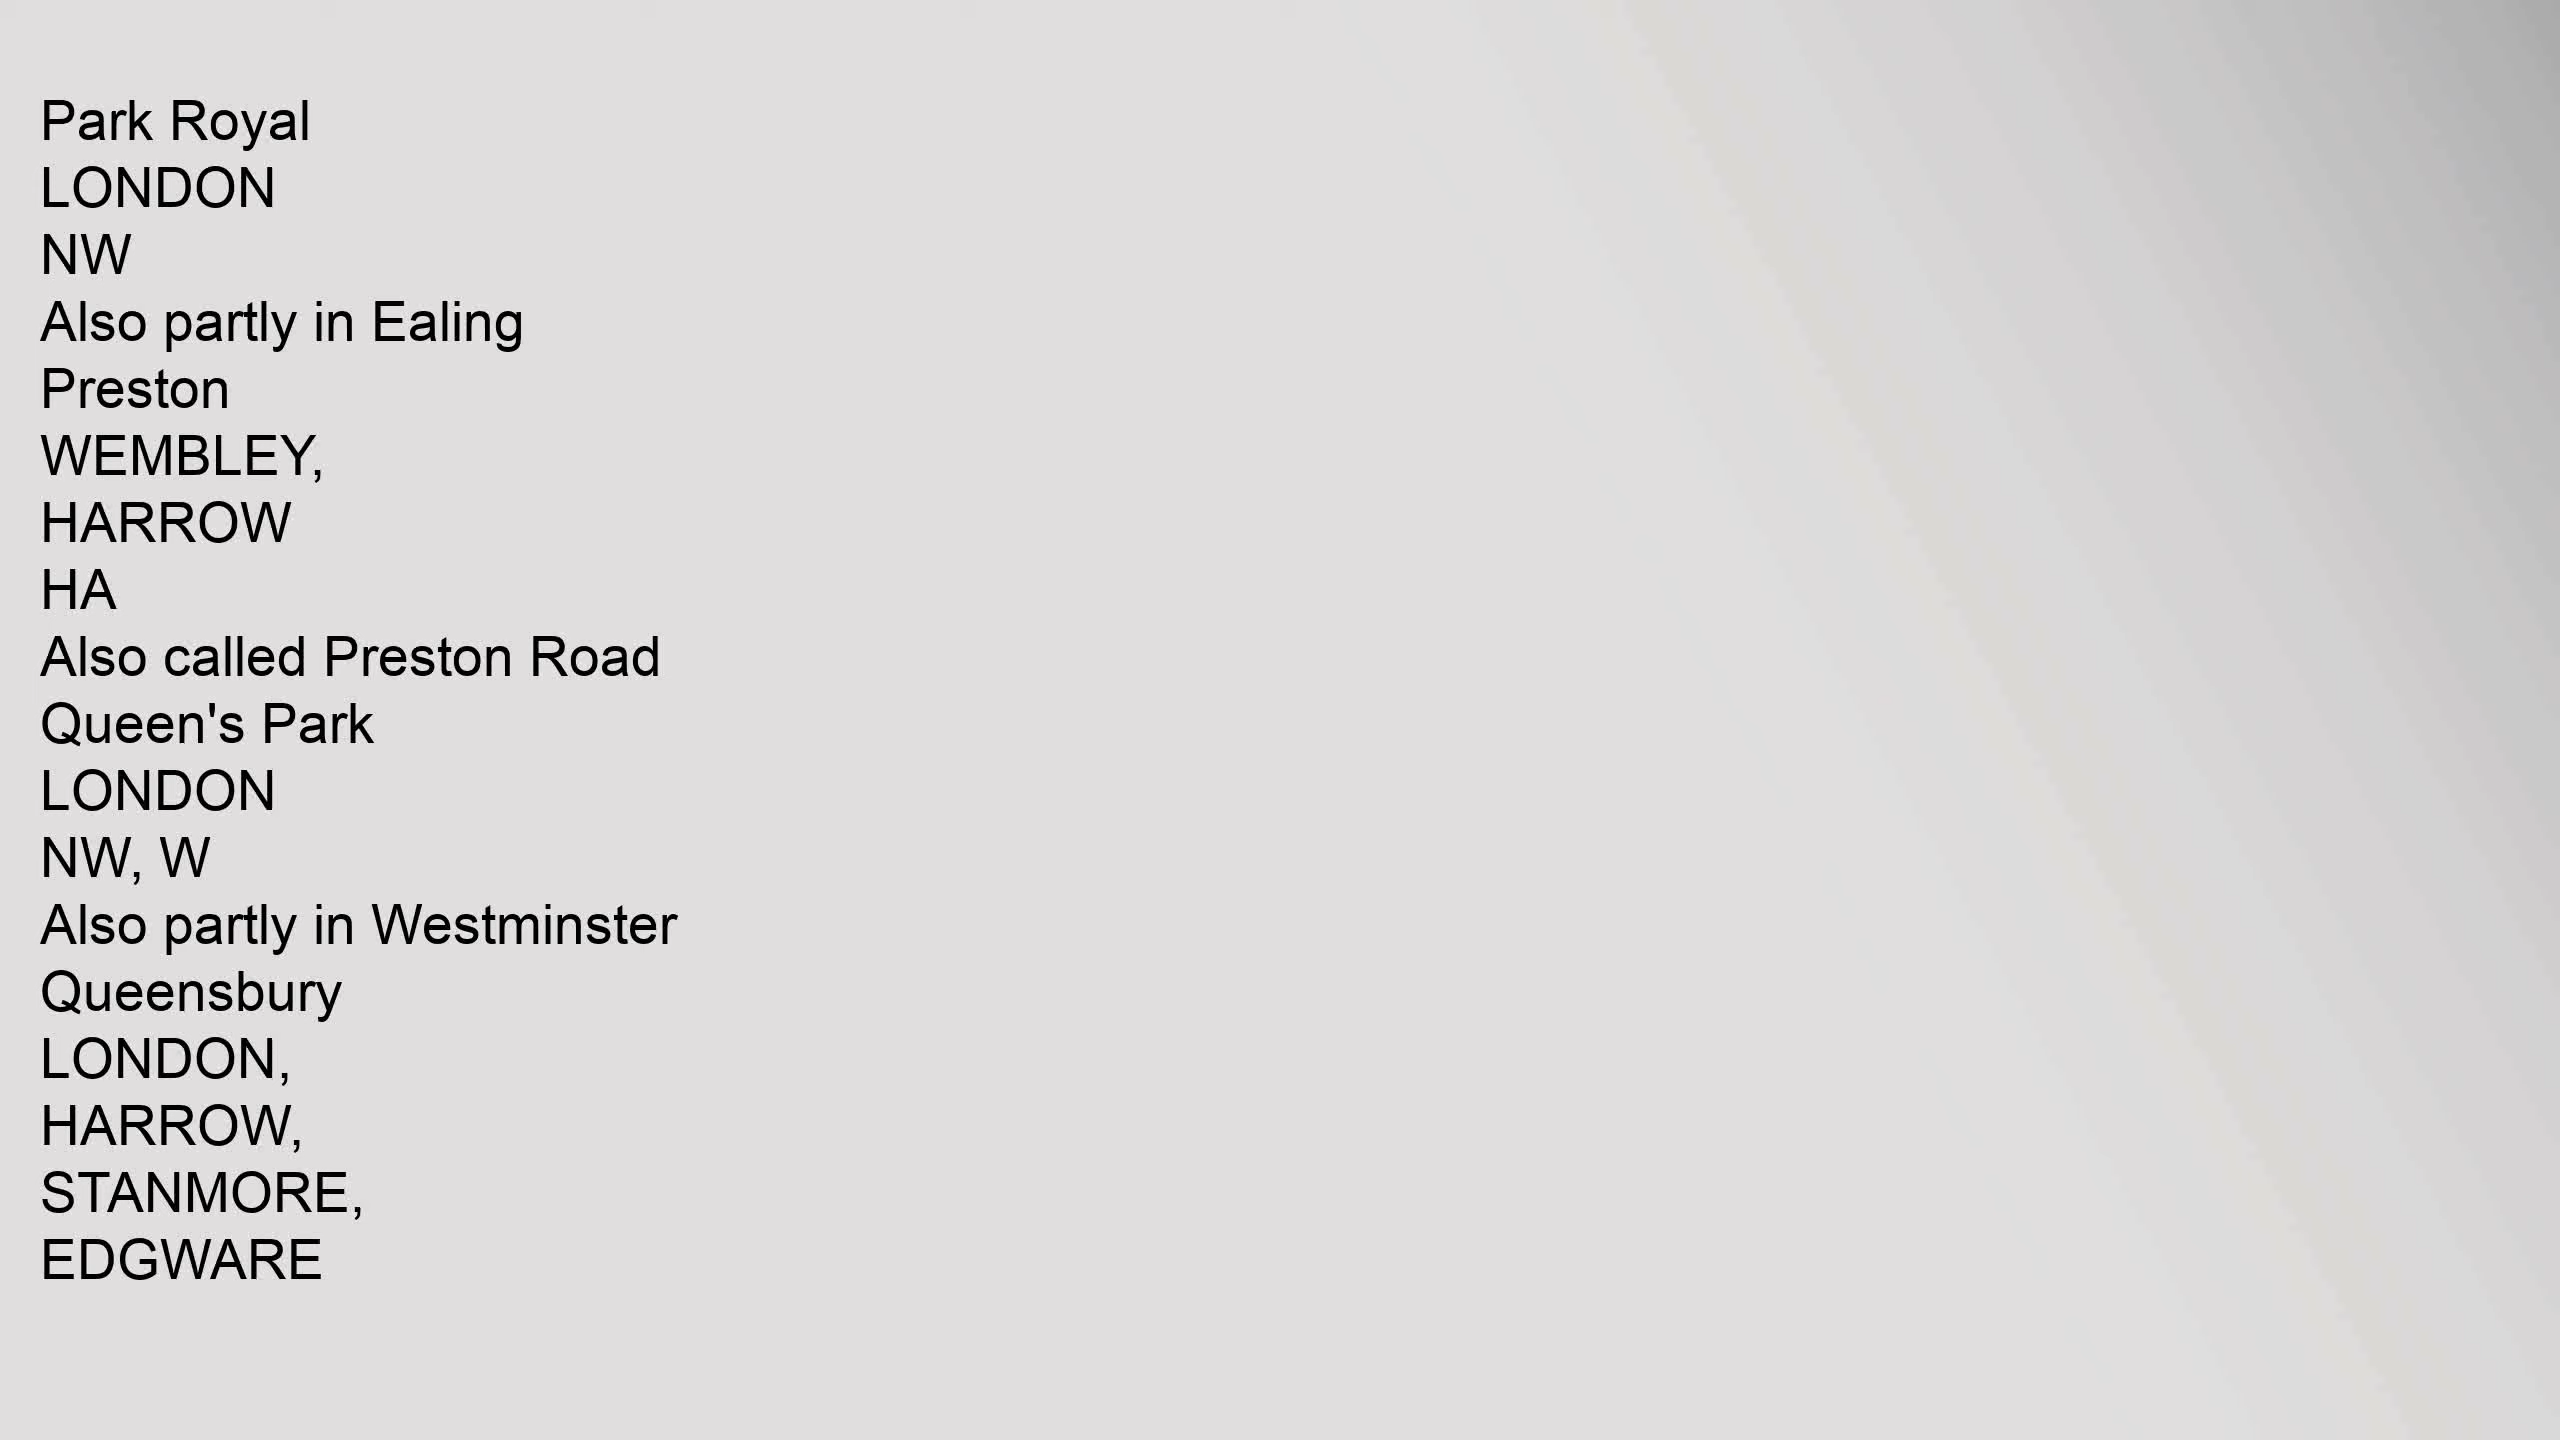 Park Royal
LONDON
NW
Also partly in Ealing
Preston
WEMBLEY,
HARROW
HA
Also called Preston Road
Queen's Park
LONDON
NW, W
Also partly in Westminster
Queensbury
LONDON,
HARROW,
STANMORE,
EDGWARE